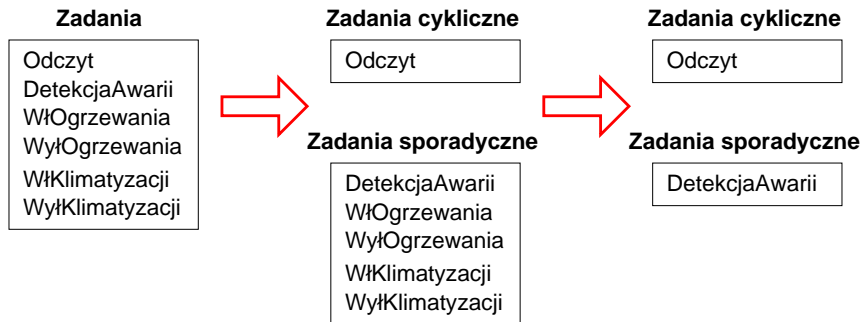 Zadania
Odczyt
DetekcjaAwarii
WłOgrzewania
WyłOgrzewania
WłKlimatyzacji
WyłKlimatyzacji
Zadania cykliczne
Odczyt
Zadania sporadyczne
DetekcjaAwarii
WłOgrzewania
WyłOgrzewania
WłKlimatyzacji
WyłKlimatyzacji
Zadania cykliczne
Odczyt
Zadania sporadyczne
DetekcjaAwarii